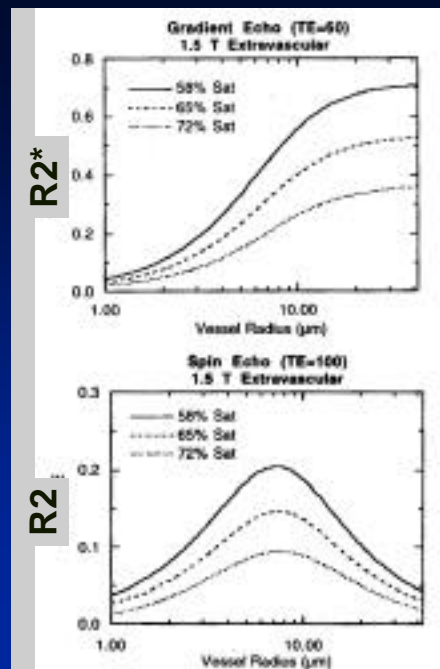 Gradient Echo (TE=60)
1.5 T Extravascular
0.8
58% Sat
65% Sat
72% Sat
0.6
R2*
0.4
0.2
0.0
1.00
10.00
Vessel Radius (µm)
Spin Echo (TE=100)
1.5 T Extravascular
0.3
58% Sat
65% Sat
72% Sat
0.2
R2
0.1
0.0
1.00
10.00
Vessel Radius (µm)